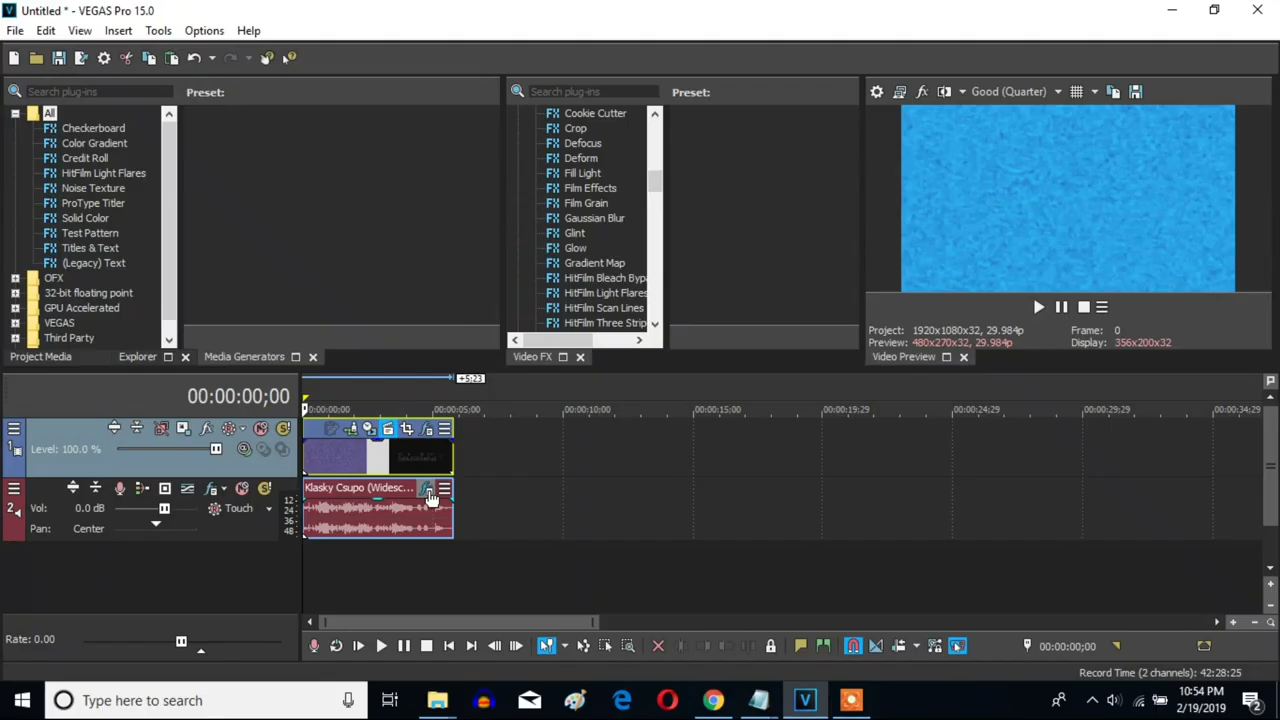 Untitled * - VEGAS Pro 15.0
File Edit View Insert Tools Options Help
Search plug-ins Preset:
All
Checkerboard
Color Gradient
Credit Roll
HitFilm Light Flares
Noise Texture
ProType Titler
Solid Color
Test Pattern
Titles & Text
(Legacy) Text
OFX
32-bit floating point
GPU Accelerated
VEGAS
Third Party
Project Media Explorer Media Generators
Search plug-ins Preset:
Cookie Cutter
Crop
Defocus
Deform
Fill Light
Film Effects
Film Grain
Gaussian Blur
Glint
Glow
Gradient Map
HitFilm Bleach Byp
HitFilm Light Flares
HitFilm Scan Lines
HitFilm Three Strip
Video FX
Good (Quarter)
Project: 1920x1080x32, 29.984p Frame: 0
Preview: 480x270x32, 29.984p Display: 356x200x32
Video Preview
+5;23
00:00:00;00
00:00:00;00 00:00:05;00 00:00:10;00 00:00:15;00 00:00:19;29 00:00:24;29 00:00:29;29 00:00:34;29
1
Level: 100.0 %
Klasky Csupo (Widesc...
2
Vol: 0.0 dB Touch
Pan: Center
12
24
36
48
Rate: 0.00
00:00:00;00
Record Time (2 channels): 42:28:25
Type here to search
10:54 PM
2/19/2019
2